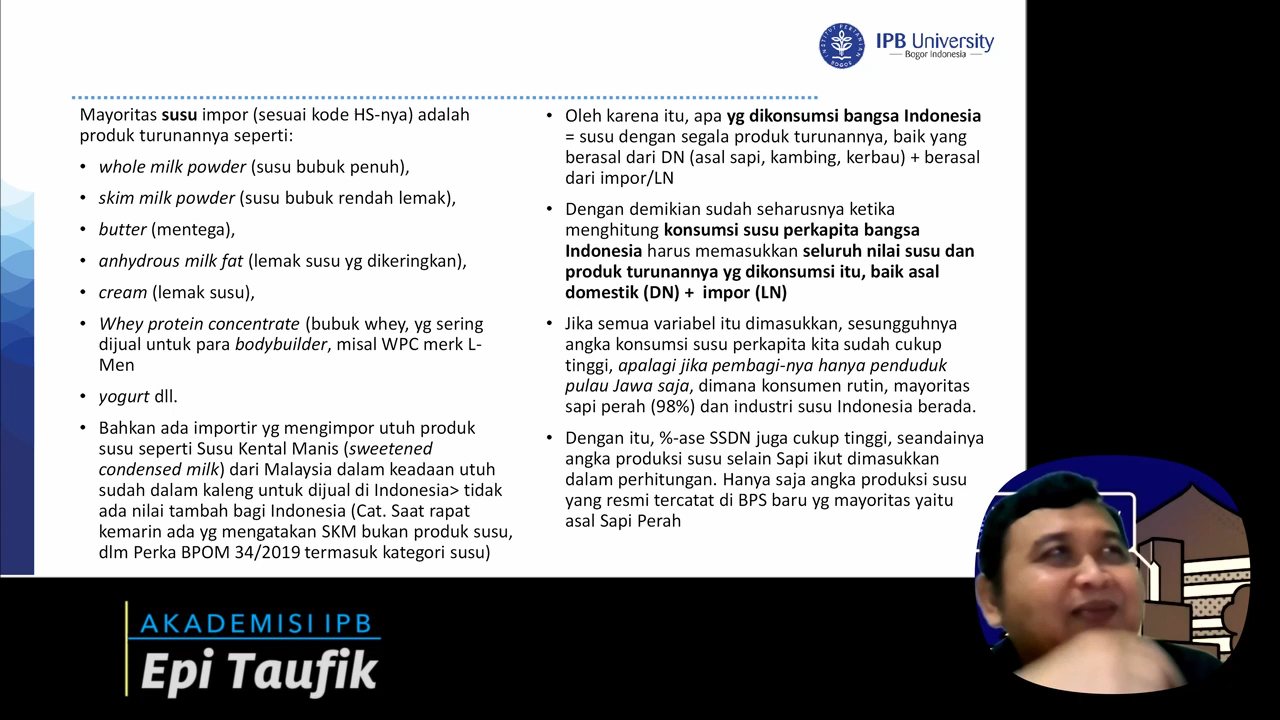 IPB University
Bogor Indonesia
INSTITUT PERTANIAN BOGOR
Mayoritas susu impor (sesuai kode HS-nya) adalah
produk turunannya seperti:
• whole milk powder (susu bubuk penuh),
• skim milk powder (susu bubuk rendah lemak),
• butter (mentega),
• anhydrous milk fat (lemak susu yg dikeringkan),
• cream (lemak susu),
• Whey protein concentrate (bubuk whey, yg sering
dijual untuk para bodybuilder, misal WPC merk L-
Men
• yogurt dll.
• Bahkan ada importir yg mengimpor utuh produk
susu seperti Susu Kental Manis (sweetened
condensed milk) dari Malaysia dalam keadaan utuh
sudah dalam kaleng untuk dijual di Indonesia> tidak
ada nilai tambah bagi Indonesia (Cat. Saat rapat
kemarin ada yg mengatakan SKM bukan produk susu,
dlm Perka BPOM 34/2019 termasuk kategori susu)
• Oleh karena itu, apa yg dikonsumsi bangsa Indonesia
= susu dengan segala produk turunannya, baik yang
berasal dari DN (asal sapi, kambing, kerbau) + berasal
dari impor/LN
• Dengan demikian sudah seharusnya ketika
menghitung konsumsi susu perkapita bangsa
Indonesia harus memasukkan seluruh nilai susu dan
produk turunannya yg dikonsumsi itu, baik asal
domestik (DN) + impor (LN)
• Jika semua variabel itu dimasukkan, sesungguhnya
angka konsumsi susu perkapita kita sudah cukup
tinggi, apalagi jika pembagi-nya hanya penduduk
pulau Jawa saja, dimana konsumen rutin, mayoritas
sapi perah (98%) dan industri susu Indonesia berada.
• Dengan itu, %-ase SSDN juga cukup tinggi, seandainya
angka produksi susu selain Sapi ikut dimasukkan
dalam perhitungan. Hanya saja angka produksi susu
yang resmi tercatat di BPS baru yg mayoritas yaitu
asal Sapi Perah
AKADEMISI IPB
Epi Taufik